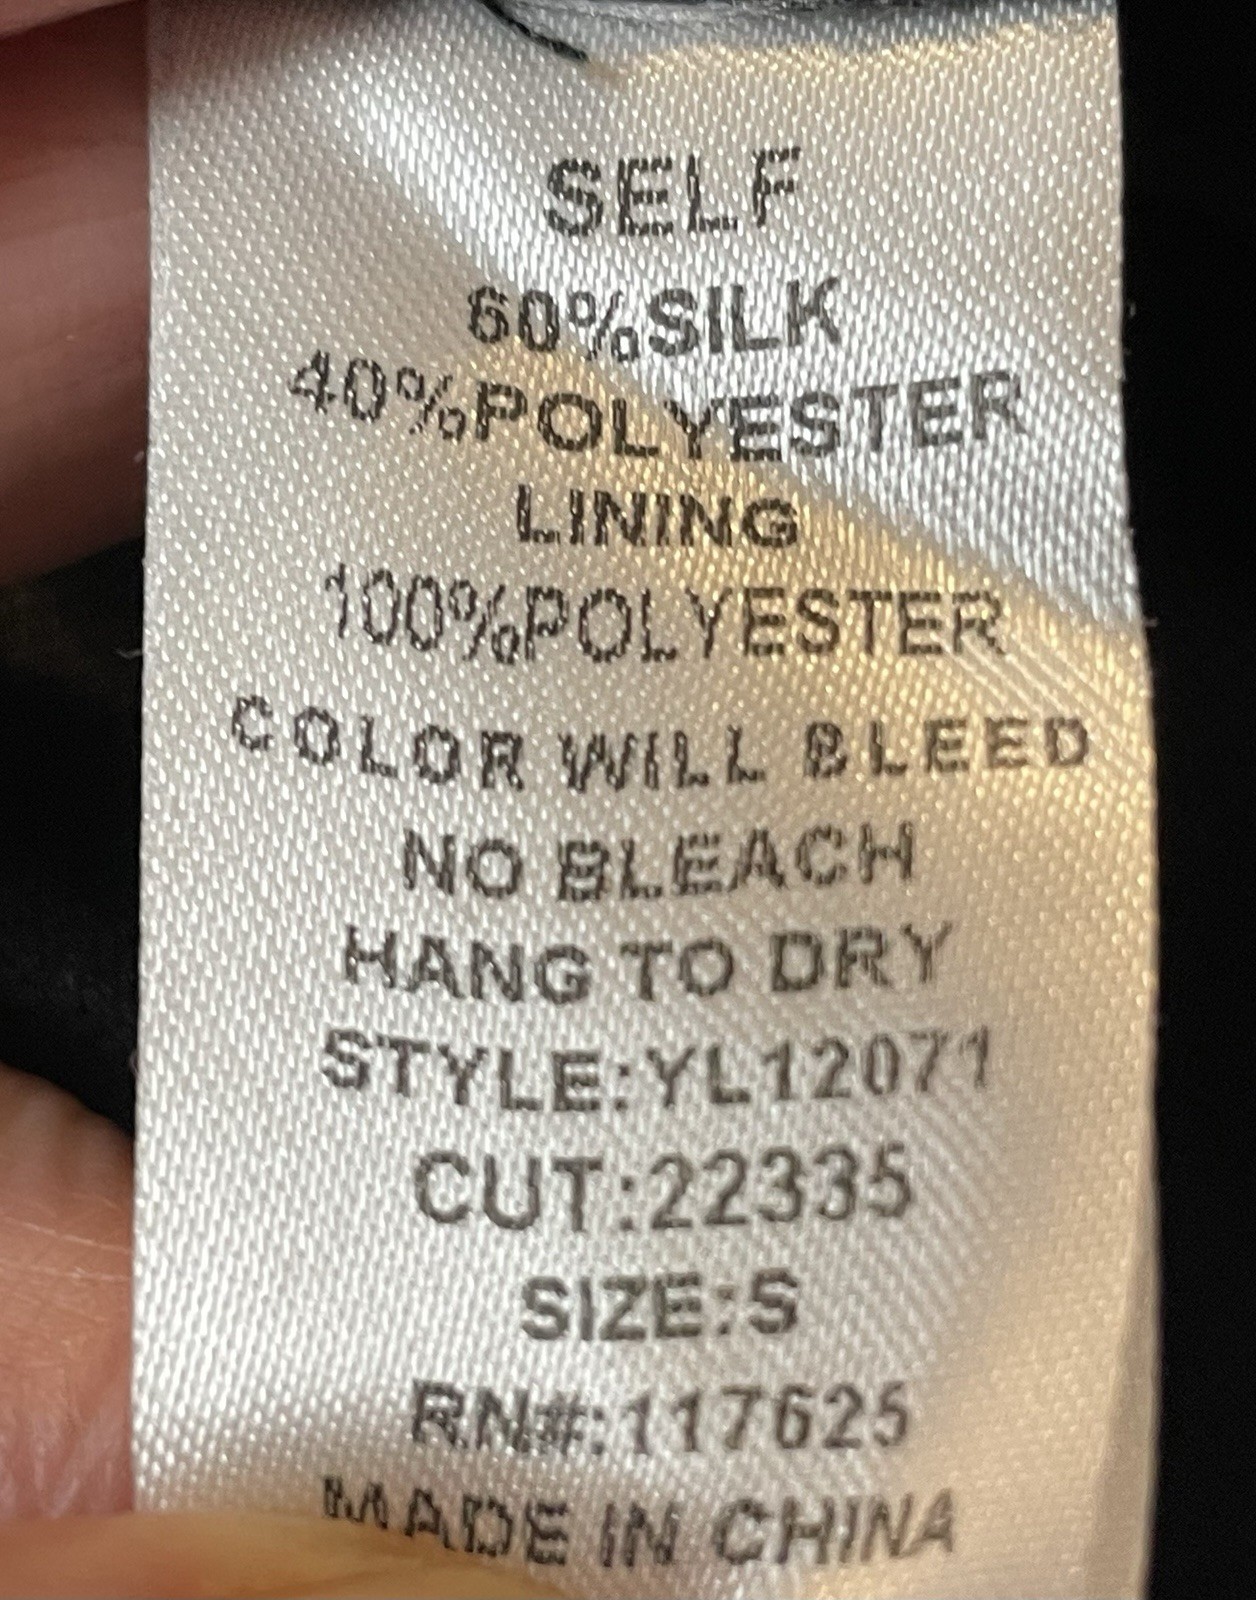 SELF
60%SILK
40%POLYESTER
LINING
100%POLYESTER
COLOR WILL BLEED
NO BLEACH
HANG TO DRY
STYLE:YL12071
CUT:22335
SIZE:S
RN#:117625
MADE IN CHINA